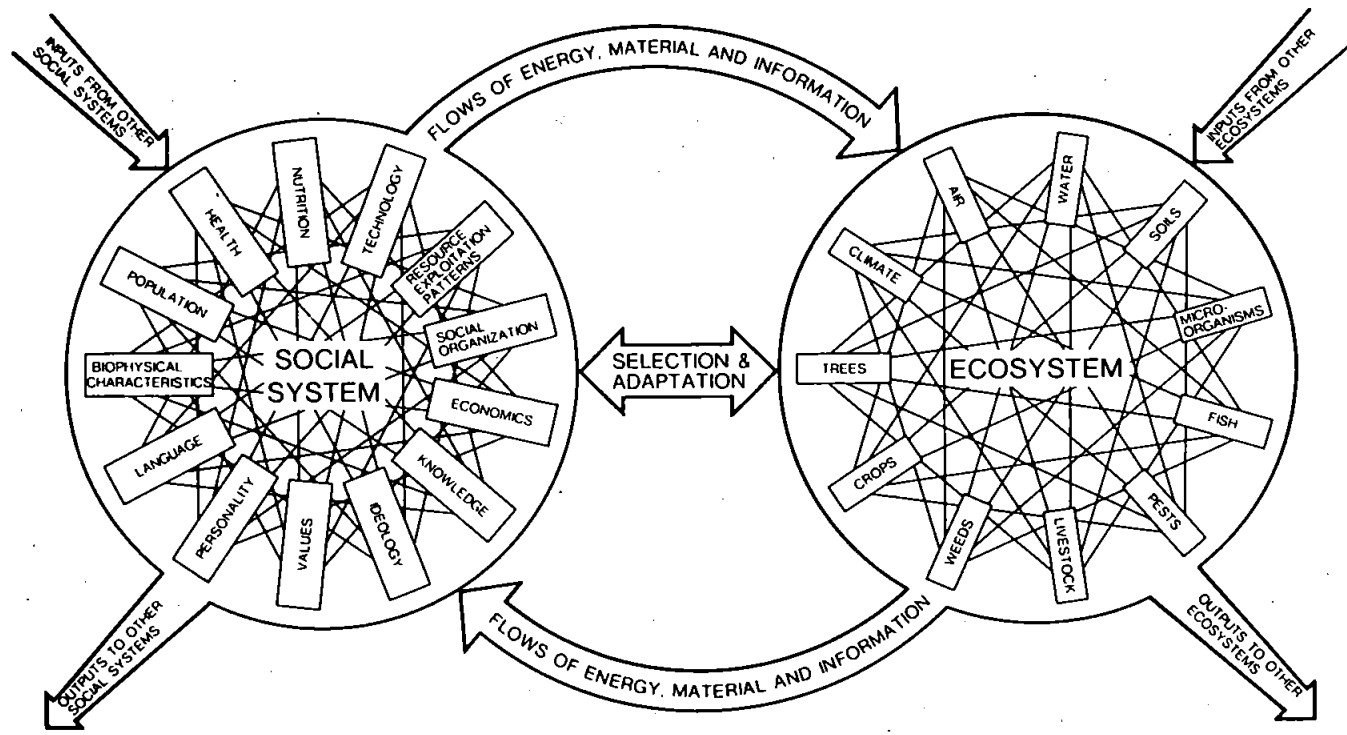 INPUTS FROM OTHER
SOCIAL SYSTEMS
FLOWS OF ENERGY, MATERIAL AND INFORMATION
INPUTS FROM OTHER
ECOSYSTEMS
NUTRITION
TECHNOLOGY
HEALTH
RESOURCE
EXPLOITATION
PATTERNS
POPULATION
SOCIAL
ORGANIZATION
BIOPHYSICAL
CHARACTERISTICS
SOCIAL
SYSTEM
ECONOMICS
LANGUAGE
KNOWLEDGE
PERSONALITY
VALUES
IDEOLOGY
SELECTION &
ADAPTATION
AIR
WATER
SOILS
CLIMATE
MICRO-
ORGANISMS
TREES
ECOSYSTEM
FISH
CROPS
PESTS
WEEDS
LIVESTOCK
OUTPUTS TO OTHER
SOCIAL SYSTEMS
FLOWS OF ENERGY, MATERIAL AND INFORMATION
OUTPUTS TO OTHER
ECOSYSTEMS